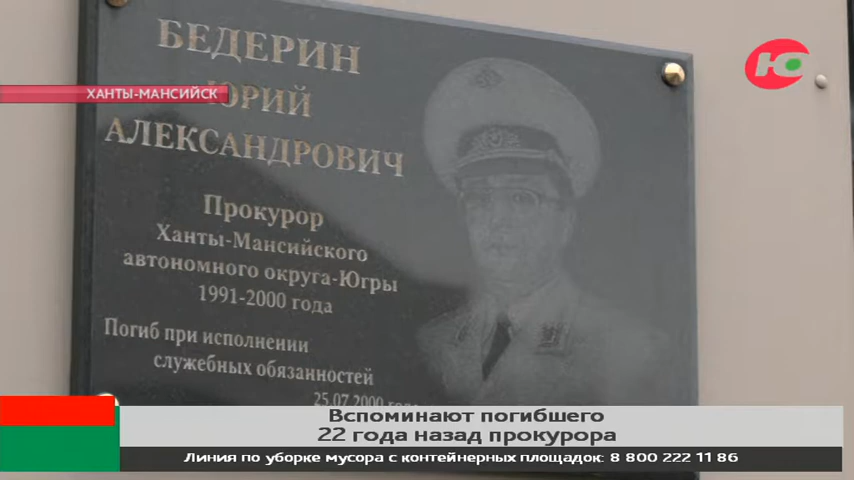 БЕДЕРИН
ХАНТЫ-МАНСИЙСК
ЮРИЙ
АЛЕКСАНДРОВИЧ
Прокурор
Ханты-Мансийского
автономного округа-Югры
1991-2000 года
Погиб при исполнении
служебных обязанностей
25.07.2000 года
Ю
Вспоминают погибшего
22 года назад прокурора
Линия по уборке мусора с контейнерных площадок: 8 800 222 11 86